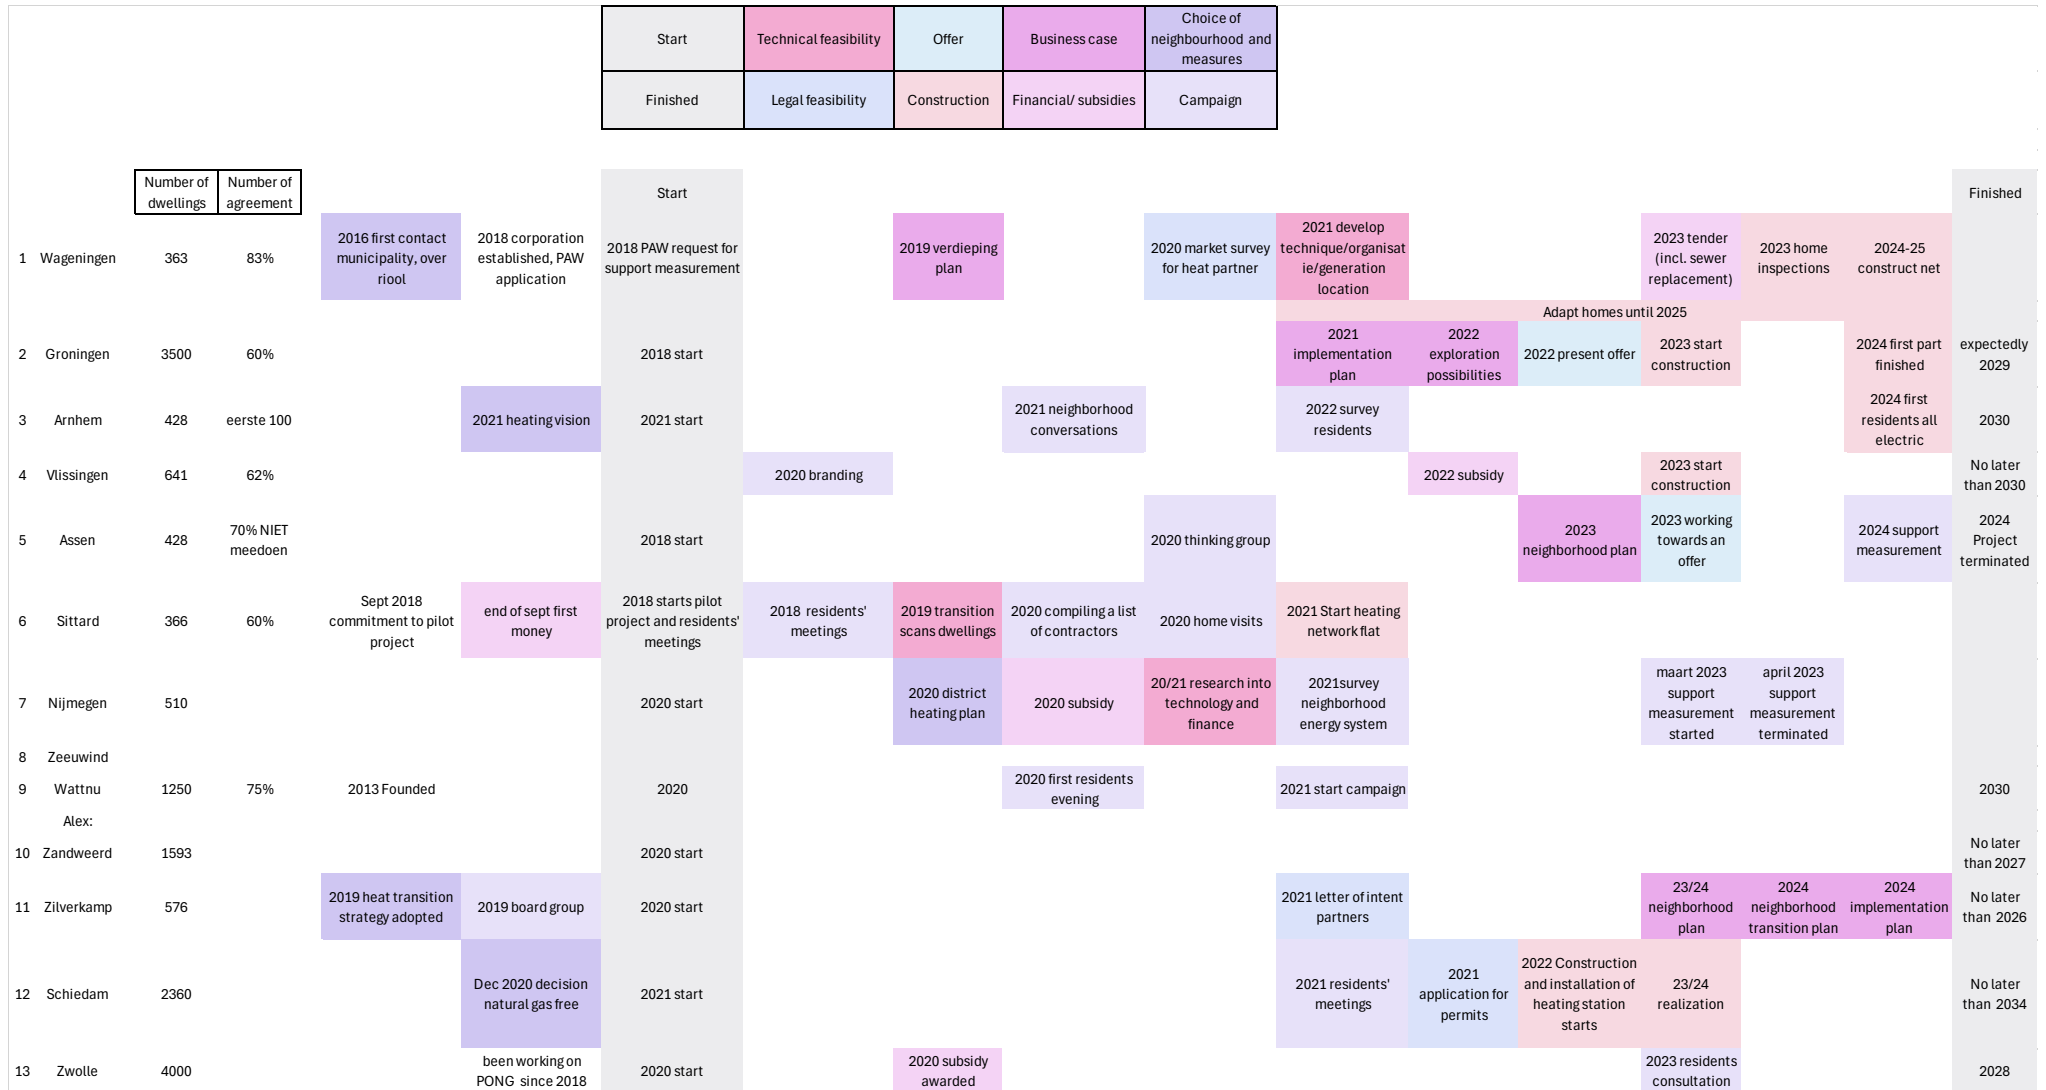 Start
Technical feasibility
Offer
Business case
Choice of
neighbourhood and
measures
Finished
Legal feasibility
Construction
Financial/ subsidies
Campaign
Number of
dwellings
Number of
agreement
Start
Finished
1
Wageningen
363
83%
2016 first contact
municipality, over
riool
2018 corporation
established, PAW
application
2018 PAW request for
support measurement
2019 verdieping
plan
2020 market survey
for heat partner
2021 develop
technique/organisat
ie/generation
location
2023 tender
(incl. sewer
replacement)
2023 home
inspections
2024-25
construct net
Adapt homes until 2025
2
Groningen
3500
60%
2018 start
2021
implementation
plan
2022
exploration
possibilities
2022 present offer
2023 start
construction
2024 first part
finished
expectedly
2029
3
Arnhem
428
eerste 100
2021 heating vision
2021 start
2021 neighborhood
conversations
2022 survey
residents
2024 first
residents all
electric
2030
4
Vlissingen
641
62%
2020 branding
2022 subsidy
2023 start
construction
No later
than 2030
5
Assen
428
70% NIET
meedoen
2018 start
2020 thinking group
2023
neighborhood plan
2023 working
towards an
offer
2024 support
measurement
2024
Project
terminated
6
Sittard
366
60%
Sept 2018
commitment to pilot
project
end of sept first
money
2018 starts pilot
project and residents'
meetings
2018 residents'
meetings
2019 transition
scans dwellings
2020 compiling a list
of contractors
2020 home visits
2021 Start heating
network flat
7
Nijmegen
510
2020 start
2020 district
heating plan
2020 subsidy
20/21 research into
technology and
finance
2021survey
neighborhood
energy system
maart 2023
support
measurement
started
april 2023
support
measurement
terminated
8
Zeeuwind
9
Wattnu
1250
75%
2013 Founded
2020
2020 first residents
evening
2021 start campaign
2030
Alex:
10
Zandweerd
1593
2020 start
No later
than 2027
11
Zilverkamp
576
2019 heat transition
strategy adopted
2019 board group
2020 start
2021 letter of intent
partners
23/24
neighborhood
plan
2024
neighborhood
transition plan
2024
implementation
plan
No later
than 2026
12
Schiedam
2360
Dec 2020 decision
natural gas free
2021 start
2021 residents'
meetings
2021
application for
permits
2022 Construction
and installation of
heating station
starts
23/24
realization
No later
than 2034
13
Zwolle
4000
been working on
PONG since 2018
2020 start
2020 subsidy
awarded
2023 residents
consultation
2028